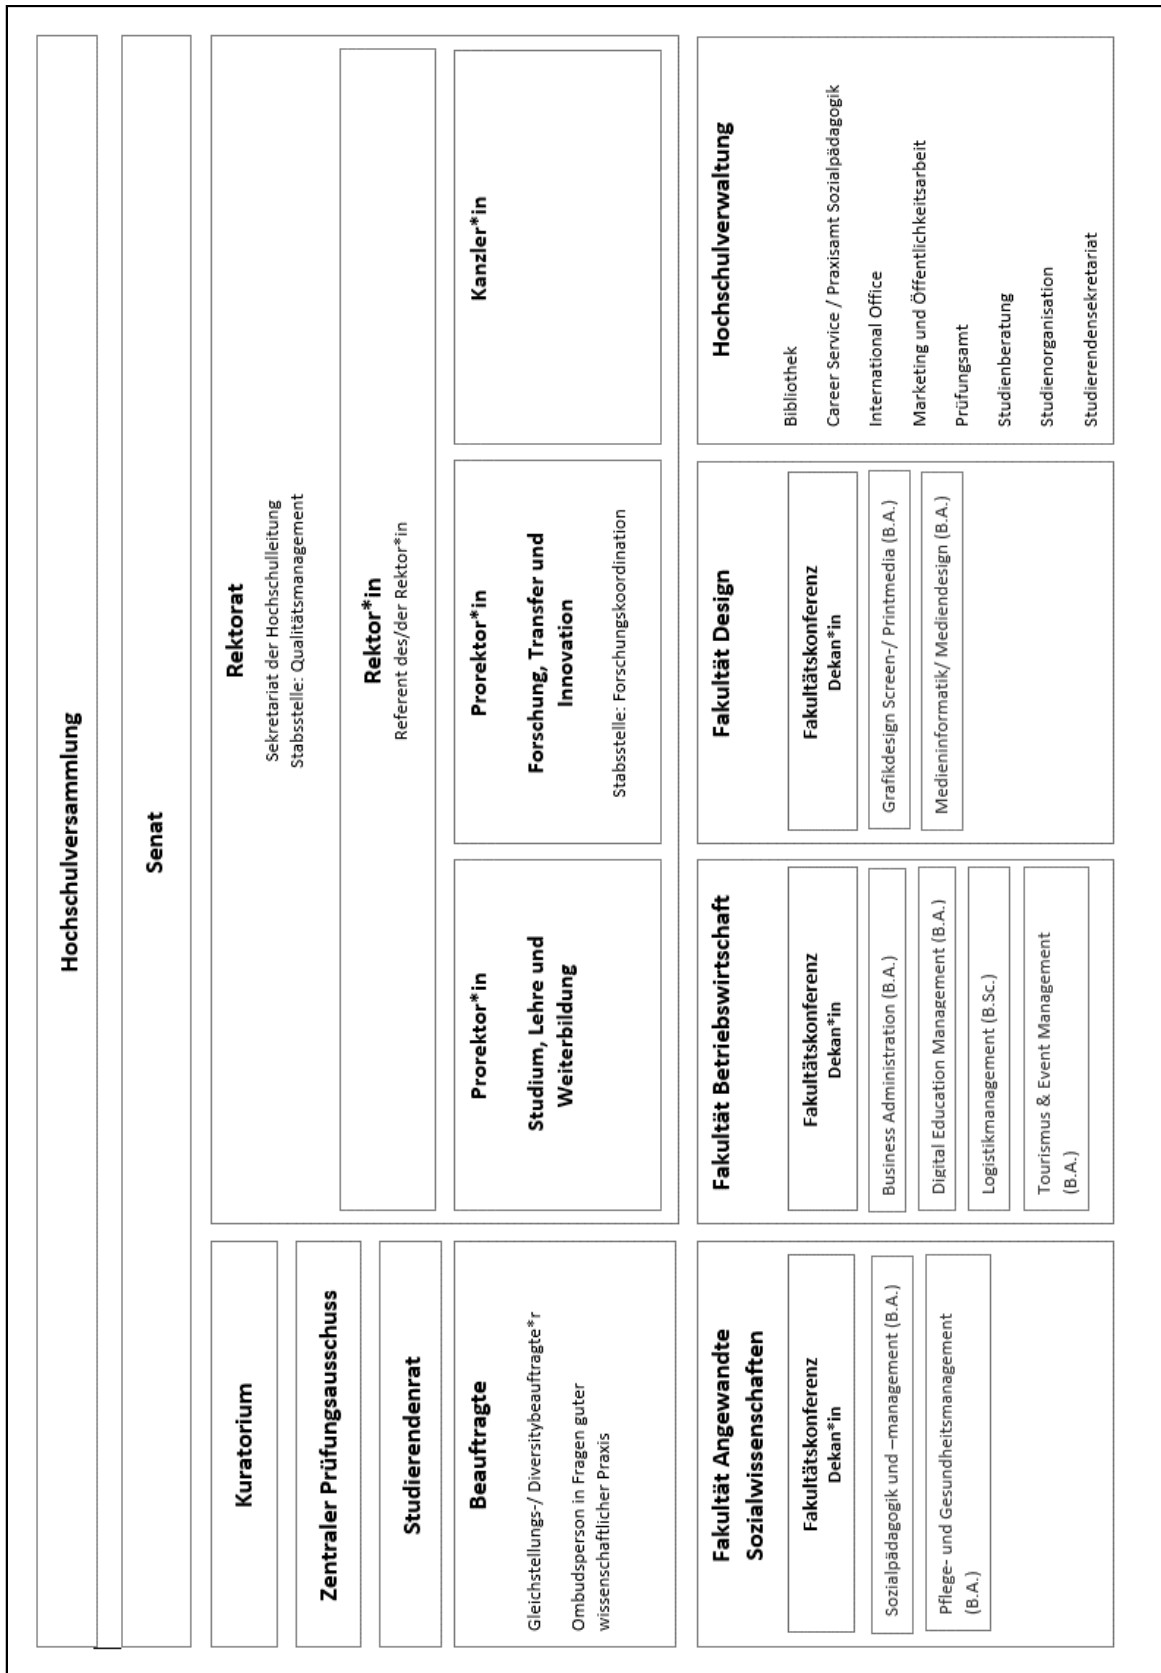 Hochschulversammlung
Senat
Kuratorium
Zentraler Prüfungsausschuss
Studierendenrat
Beauftragte
Gleichstellungs-/ Diversitybeauftragte*r
Ombudsperson in Fragen guter
wissenschaftlicher Praxis
Rektorat
Sekretariat der Hochschulleitung
Stabsstelle: Qualitätsmanagement
Rektor*in
Referent des/der Rektor*in
Prorektor*in
Studium, Lehre und
Weiterbildung
Prorektor*in
Forschung, Transfer und
Innovation
Stabsstelle: Forschungskoordination
Kanzler*in
Fakultät Angewandte
Sozialwissenschaften
Fakultätskonferenz
Dekan*in
Sozialpädagogik und –management (B.A.)
Pflege- und Gesundheitsmanagement
(B.A.)
Fakultät Betriebswirtschaft
Fakultätskonferenz
Dekan*in
Business Administration (B.A.)
Digital Education Management (B.A.)
Logistikmanagement (B.Sc.)
Tourismus & Event Management
(B.A.)
Fakultät Design
Fakultätskonferenz
Dekan*in
Grafikdesign Screen-/ Printmedia (B.A.)
Medieninformatik/ Mediendesign (B.A.)
Hochschulverwaltung
Bibliothek
Career Service / Praxisamt Sozialpädagogik
International Office
Marketing und Öffentlichkeitsarbeit
Prüfungsamt
Studienberatung
Studienorganisation
Studierendensekretariat